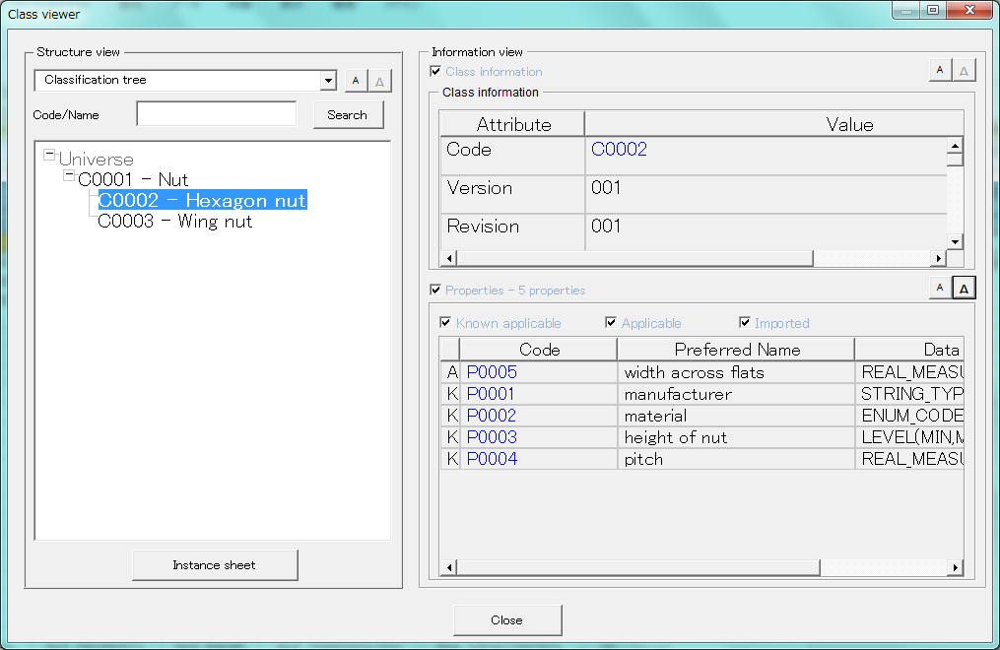 Class viewer
Structure view
Classification tree
A
A
Code/Name
Search
Universe
C0001 - Nut
C0002 - Hexagon nut
C0003 - Wing nut
Instance sheet
Information view
Class information
A
A
Class information
Attribute Value
Code C0002
Version 001
Revision 001
Properties - 5 properties
A
A
Known applicable Applicable Imported
Code Preferred Name Data
A P0005 width across flats REAL_MEASU
K P0001 manufacturer STRING_TYP
K P0002 material ENUM_CODE
K P0003 height of nut LEVEL(MIN,M
K P0004 pitch REAL_MEASU
Close